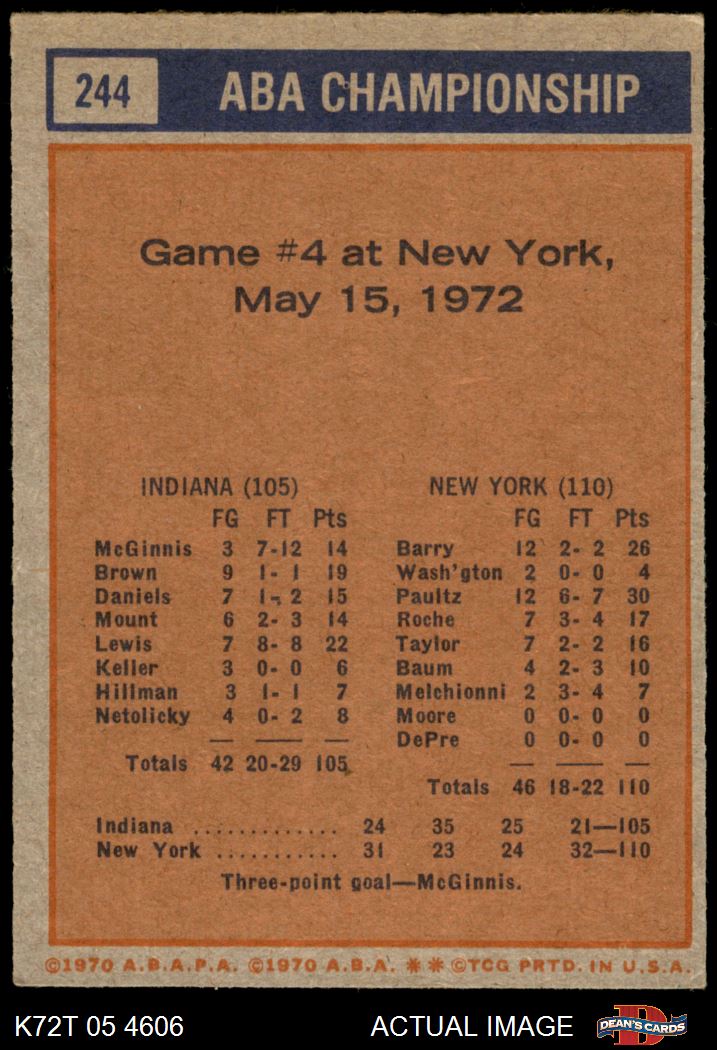 244 ABA CHAMPIONSHIP
Game #4 at New York,
May 15, 1972
INDIANA (105)
FG FT Pts
McGinnis 3 7-12 14
Brown 9 1- 1 19
Daniels 7 1- 2 15
Mount 6 2- 3 14
Lewis 7 8- 8 22
Keller 3 0- 0 6
Hillman 3 1- 1 7
Netolicky 4 0- 2 8
Totals 42 20-29 105
NEW YORK (110)
FG FT Pts
Barry 12 2- 2 26
Wash'gton 2 0- 0 4
Paultz 12 6- 7 30
Roche 7 3- 4 17
Taylor 7 2- 2 16
Baum 4 2- 3 10
Melchionni 2 3- 4 7
Moore 0 0- 0 0
DePre 0 0- 0 0
Totals 46 18-22 110
Indiana ............. 24 35 25 21—105
New York ........... 31 23 24 32—110
Three-point goal—McGinnis.
©1970 A.B.A.P.A. ©1970 A.B.A. ** ©TCG PRTD. IN U.S.A.
K72T 05 4606 ACTUAL IMAGE DEAN'S CARDS